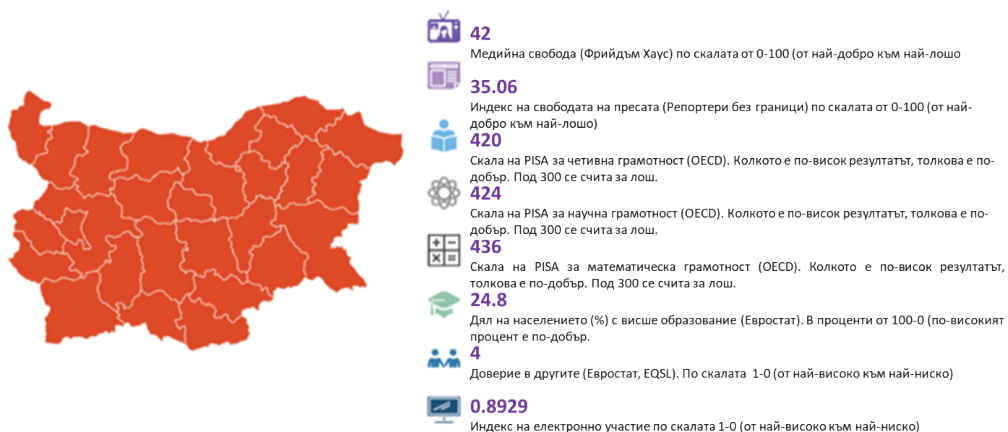 42
Медийна свобода (Фрийдъм Хаус) по скалата от 0-100 (от най-добро към най-лошо
35.06
Индекс на свободата на пресата (Репортери без граници) по скалата от 0-100 (от най-
добро към най-лошо)
420
Скала на PISA за четивна грамотност (OECD). Колкото е по-висок резултатът, толкова е по-
добър. Под 300 се счита за лош.
424
Скала на PISA за научна грамотност (OECD). Колкото е по-висок резултатът, толкова е по-
добър. Под 300 се счита за лош.
436
Скала на PISA за математическа грамотност (OECD). Колкото е по-висок резултатът,
толкова е по-добър. Под 300 се счита за лош.
24.8
Дял на населението (%) с висше образование (Евростат). В проценти от 100-0 (по-високият
процент е по-добър.
4
Доверие в другите (Евростат, EQSL). По скалата 1-0 (от най-високо към най-ниско)
0.8929
Индекс на електронно участие по скалата 1-0 (от най-високо към най-ниско)